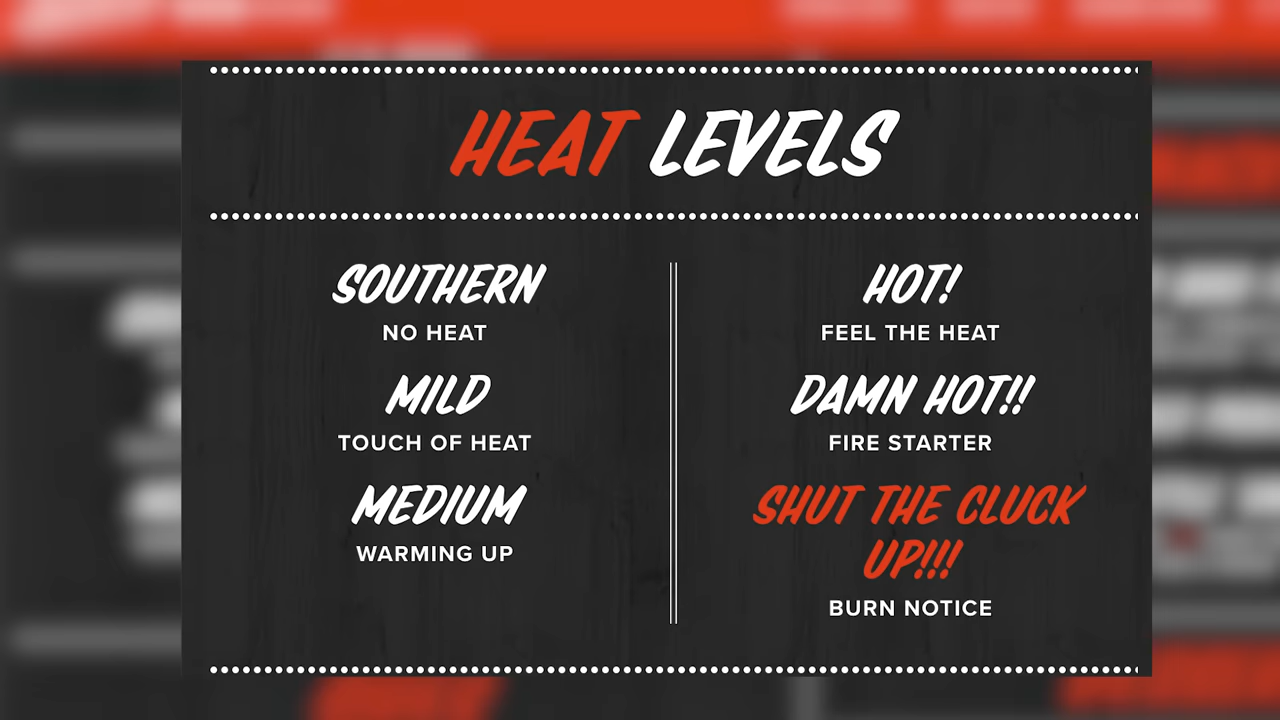 HEAT LEVELS
SOUTHERN
NO HEAT
MILD
TOUCH OF HEAT
MEDIUM
WARMING UP
HOT!
FEEL THE HEAT
DAMN HOT!!
FIRE STARTER
SHUT THE CLUCK
UP!!!
BURN NOTICE